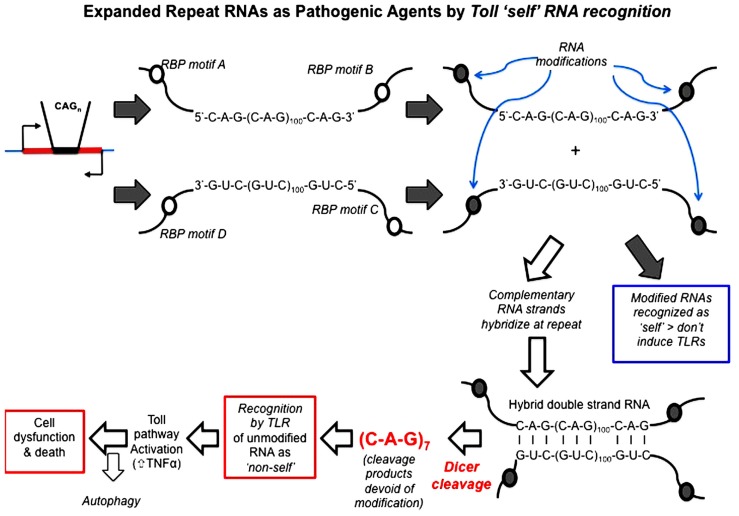 Expanded Repeat RNAs as Pathogenic Agents by Toll ‘self’ RNA recognition
RBP motif A
RBP motif B
RNA
modifications
CAGn
5'-C-A-G-(C-A-G)100-C-A-G-3'
5'-C-A-G-(C-A-G)100-C-A-G-3'
+
3'-G-U-C-(G-U-C)100-G-U-C-5'
3'-G-U-C-(G-U-C)100-G-U-C-5'
RBP motif D
RBP motif C
Complementary
RNA strands
hybridize at repeat
Modified RNAs
recognized as
‘self’ > don’t
induce TLRs
Hybrid double strand RNA
C-A-G-(C-A-G)100-C-A-G
G-U-C-(G-U-C)100-G-U-C
Dicer
cleavage
(C-A-G)7
(cleavage
products
devoid of
modification)
Recognition
by TLR
of unmodified
RNA as
‘non-self’
Toll
pathway
Activation
(⇧TNFα)
Autophagy
Cell
dysfunction
& death